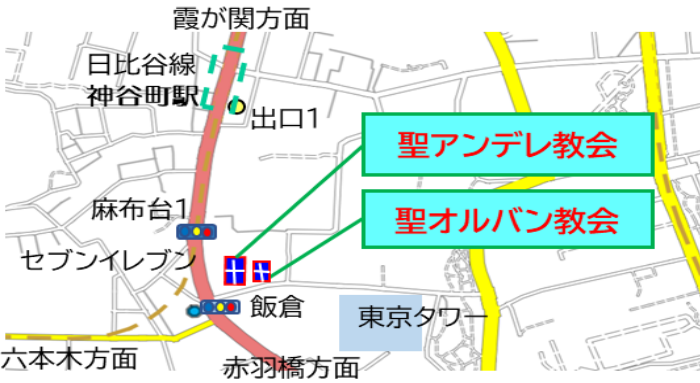 霞が関方面
日比谷線
神谷町駅
出口1
聖アンデレ教会
麻布台1
聖オルバン教会
セブンイレブン
飯倉
東京タワー
六本木方面
赤羽橋方面